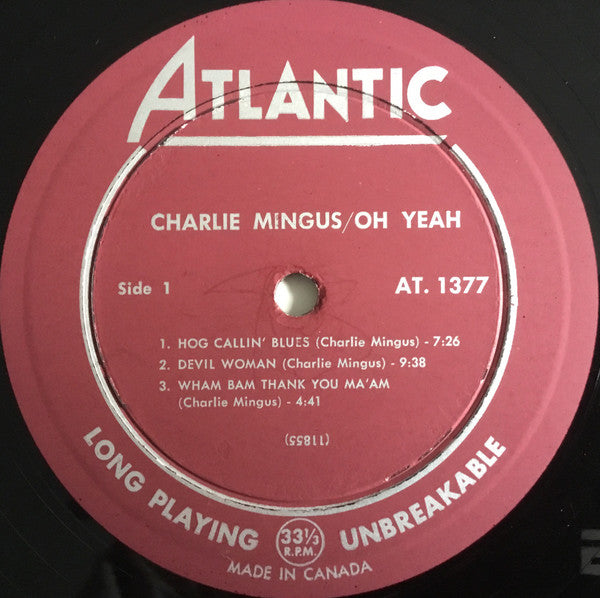 ATLANTIC
CHARLIE MINGUS/OH YEAH
Side 1
AT. 1377
1. HOG CALLIN' BLUES (Charlie Mingus) - 7:26
2. DEVIL WOMAN (Charlie Mingus) - 9:38
3. WHAM BAM THANK YOU MA'AM
(Charlie Mingus) - 4:41
(11855)
LONG PLAYING
33⅓
R.P.M.
UNBREAKABLE
MADE IN CANADA